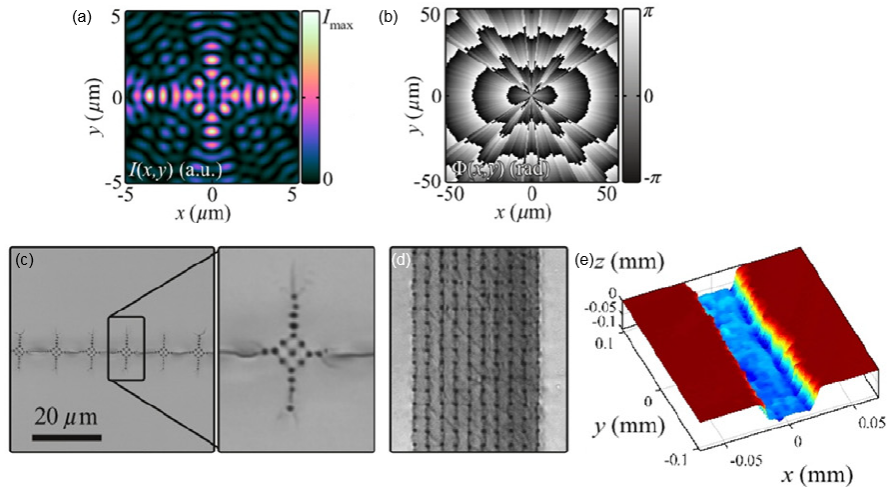 (a)
5
I_max
y (μm)
0
I(x,y) (a.u.)
-5
0
-5
0
5
x (μm)
(b)
50
π
y (μm)
0
0
Φ(x,y) (rad)
-50
-π
-50
0
50
x (μm)
(c)
20 μm
(d)
(e)
z (mm)
0
-0.05
-0.1
0.1
0
-0.1
y (mm)
-0.05
0
0.05
x (mm)